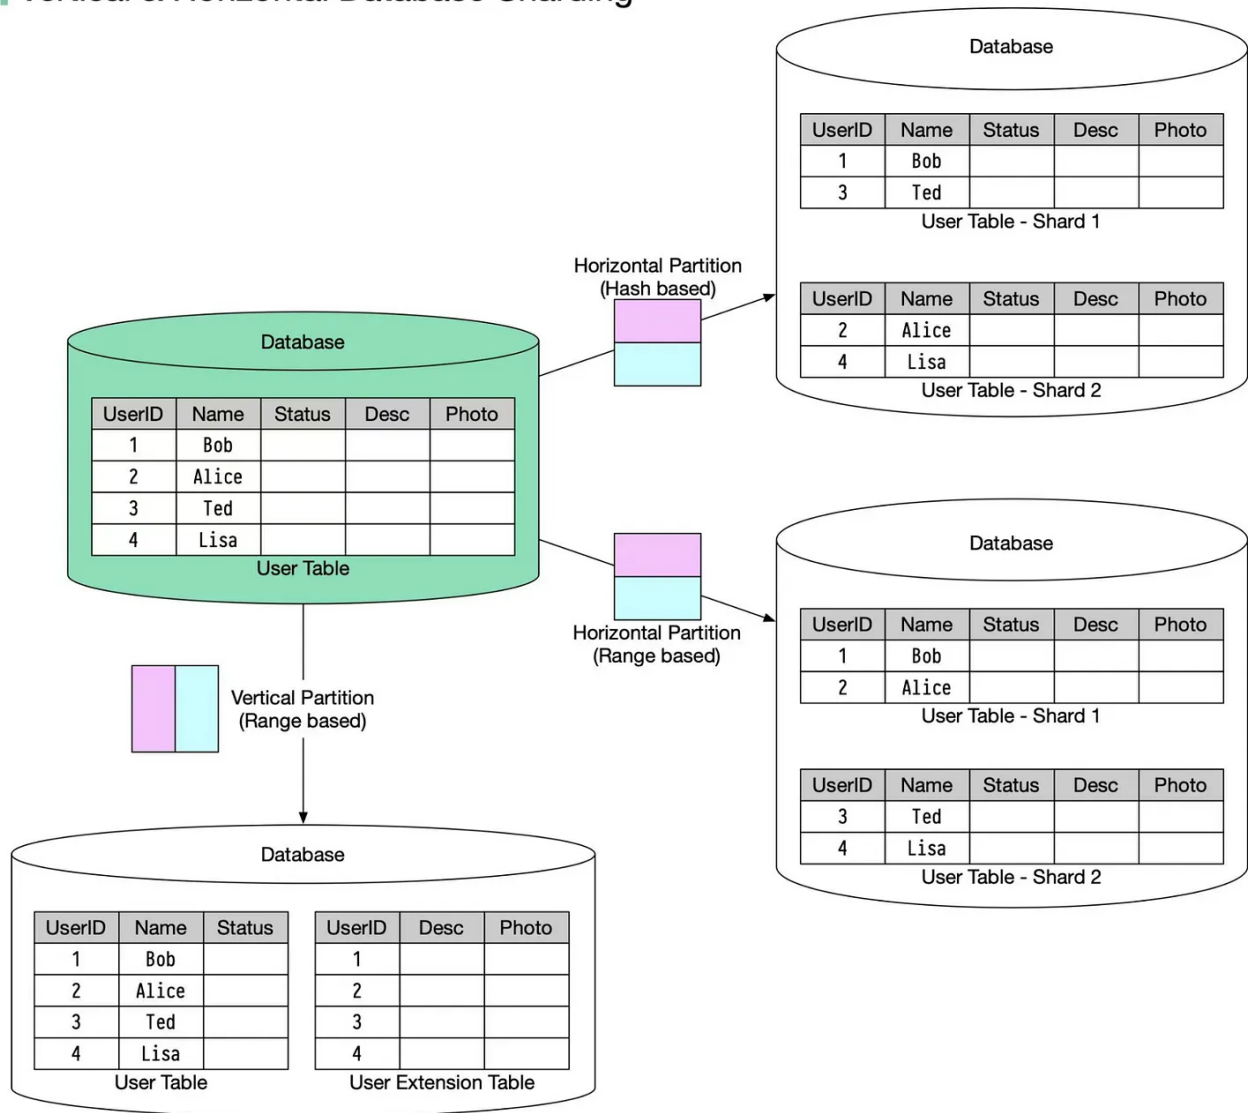 Vertical & Horizontal Database Sharding
Database
UserID Name Status Desc Photo
1 Bob
3 Ted
User Table - Shard 1
UserID Name Status Desc Photo
2 Alice
4 Lisa
User Table - Shard 2
Horizontal Partition
(Hash based)
Database
UserID Name Status Desc Photo
1 Bob
2 Alice
3 Ted
4 Lisa
User Table
Horizontal Partition
(Range based)
Database
UserID Name Status Desc Photo
1 Bob
2 Alice
User Table - Shard 1
UserID Name Status Desc Photo
3 Ted
4 Lisa
User Table - Shard 2
Vertical Partition
(Range based)
Database
UserID Name Status
1 Bob
2 Alice
3 Ted
4 Lisa
User Table
UserID Desc Photo
1
2
3
4
User Extension Table